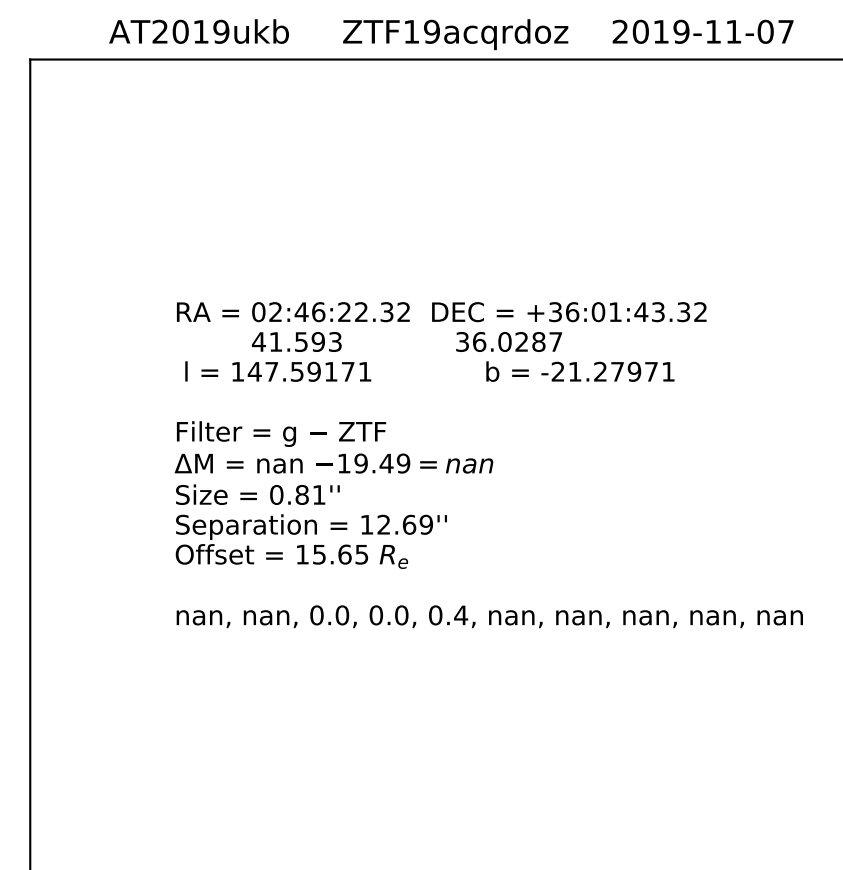 AT2019ukb ZTF19acqrdoz 2019-11-07
RA = 02:46:22.32 DEC = +36:01:43.32
41.593 36.0287
l = 147.59171 b = -21.27971
Filter = g − ZTF
ΔM = nan −19.49 = nan
Size = 0.81''
Separation = 12.69''
Offset = 15.65 Re
nan, nan, 0.0, 0.0, 0.4, nan, nan, nan, nan, nan